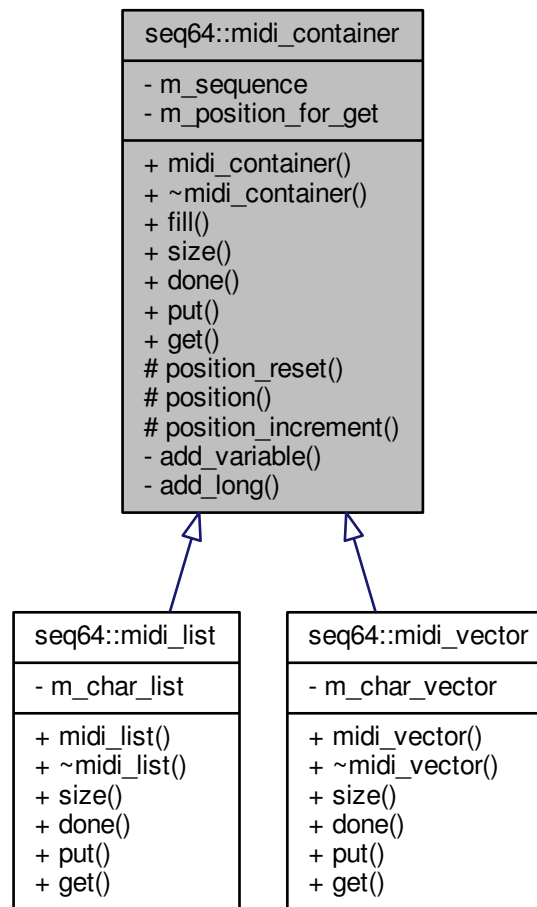 seq64::midi_container
- m_sequence
- m_position_for_get
+ midi_container()
+ ~midi_container()
+ fill()
+ size()
+ done()
+ put()
+ get()
# position_reset()
# position()
# position_increment()
- add_variable()
- add_long()
seq64::midi_list
- m_char_list
+ midi_list()
+ ~midi_list()
+ size()
+ done()
+ put()
+ get()
seq64::midi_vector
- m_char_vector
+ midi_vector()
+ ~midi_vector()
+ size()
+ done()
+ put()
+ get()